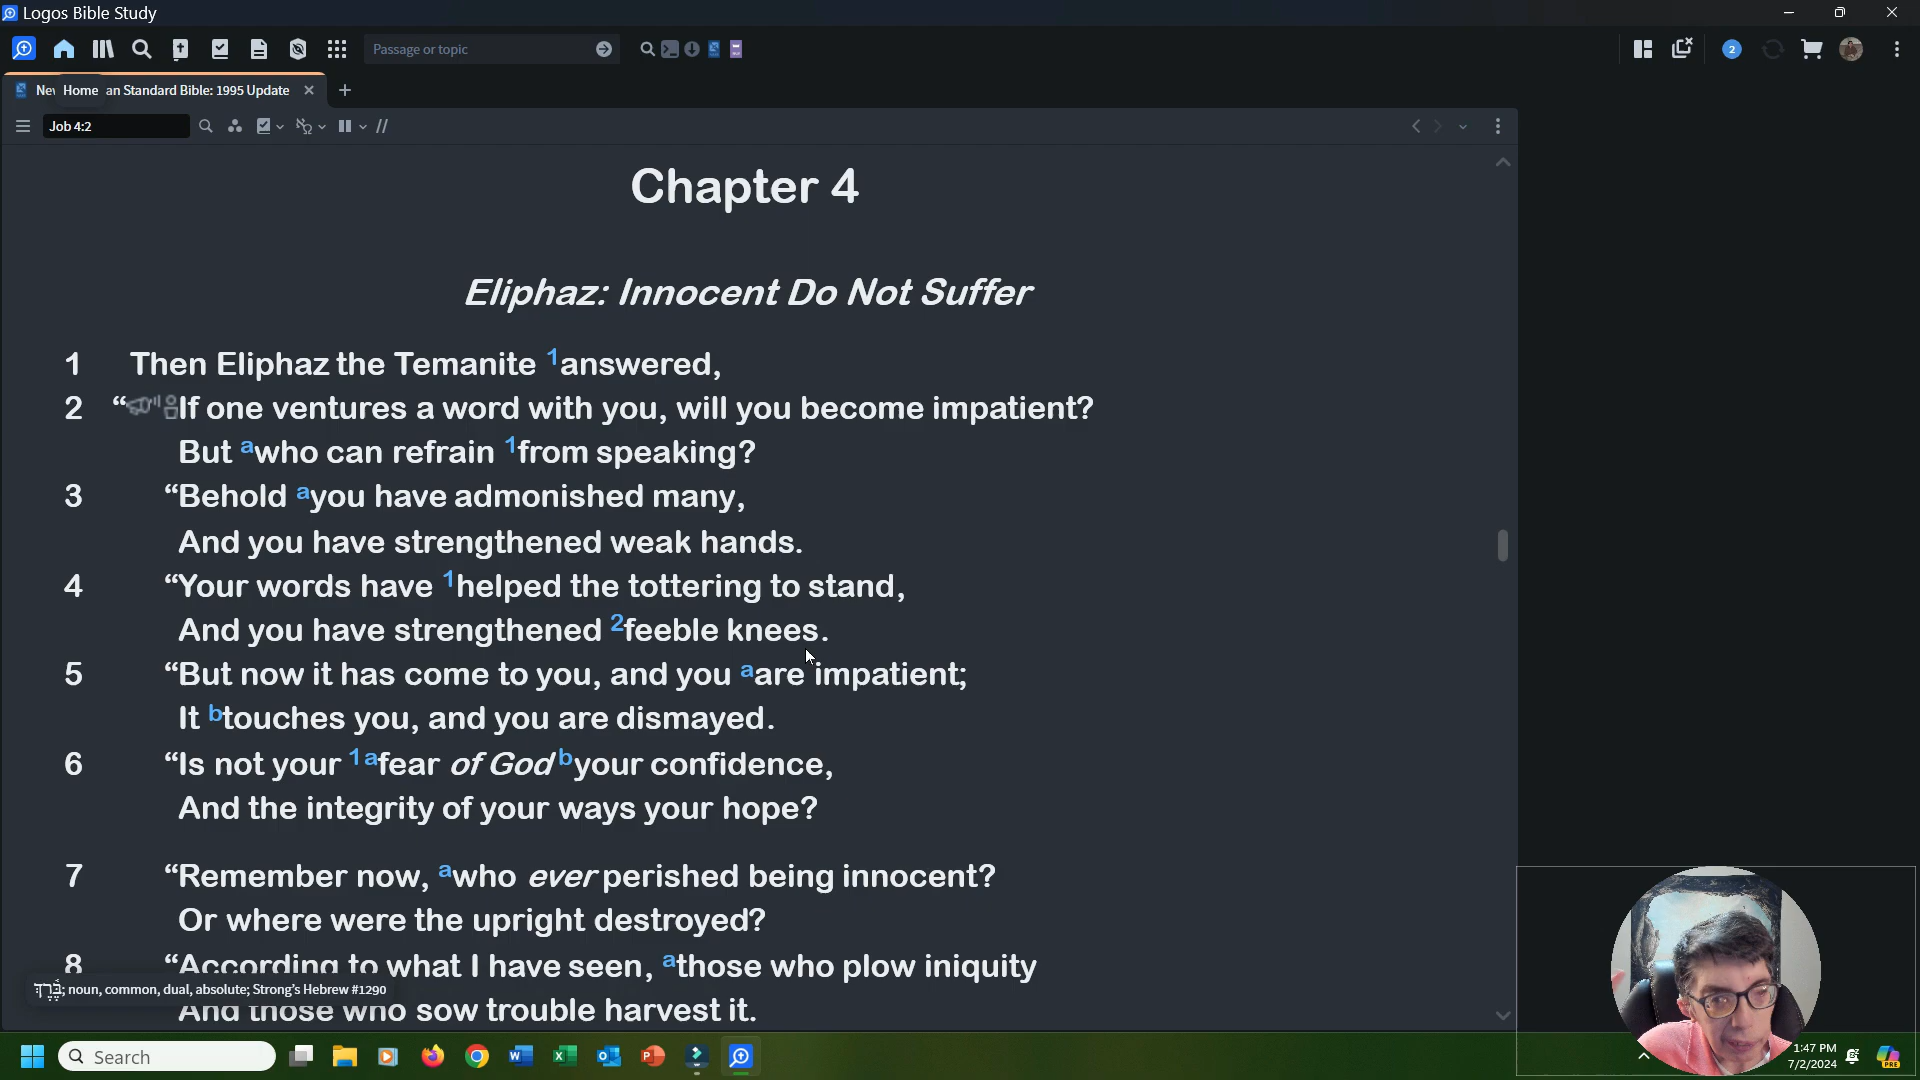 Logos Bible Study
Passage or topic
2
Home
an Standard Bible: 1995 Update
Job 4:2
Chapter 4
Eliphaz: Innocent Do Not Suffer
1 Then Eliphaz the Temanite 1answered,
2 “If one ventures a word with you, will you become impatient?
But awho can refrain 1from speaking?
3 “Behold ayou have admonished many,
And you have strengthened weak hands.
4 “Your words have 1helped the tottering to stand,
And you have strengthened 2feeble knees.
5 “But now it has come to you, and you aare impatient;
It btouches you, and you are dismayed.
6 “Is not your 1afear of God byour confidence,
And the integrity of your ways your hope?
7 “Remember now, awho ever perished being innocent?
Or where were the upright destroyed?
8 “According to what I have seen, athose who plow iniquity
בֶּ֫רֶךְ; noun, common, dual, absolute; Strong’s Hebrew #1290
And those who sow trouble harvest it.
Search
1:47 PM
7/2/2024
PRE